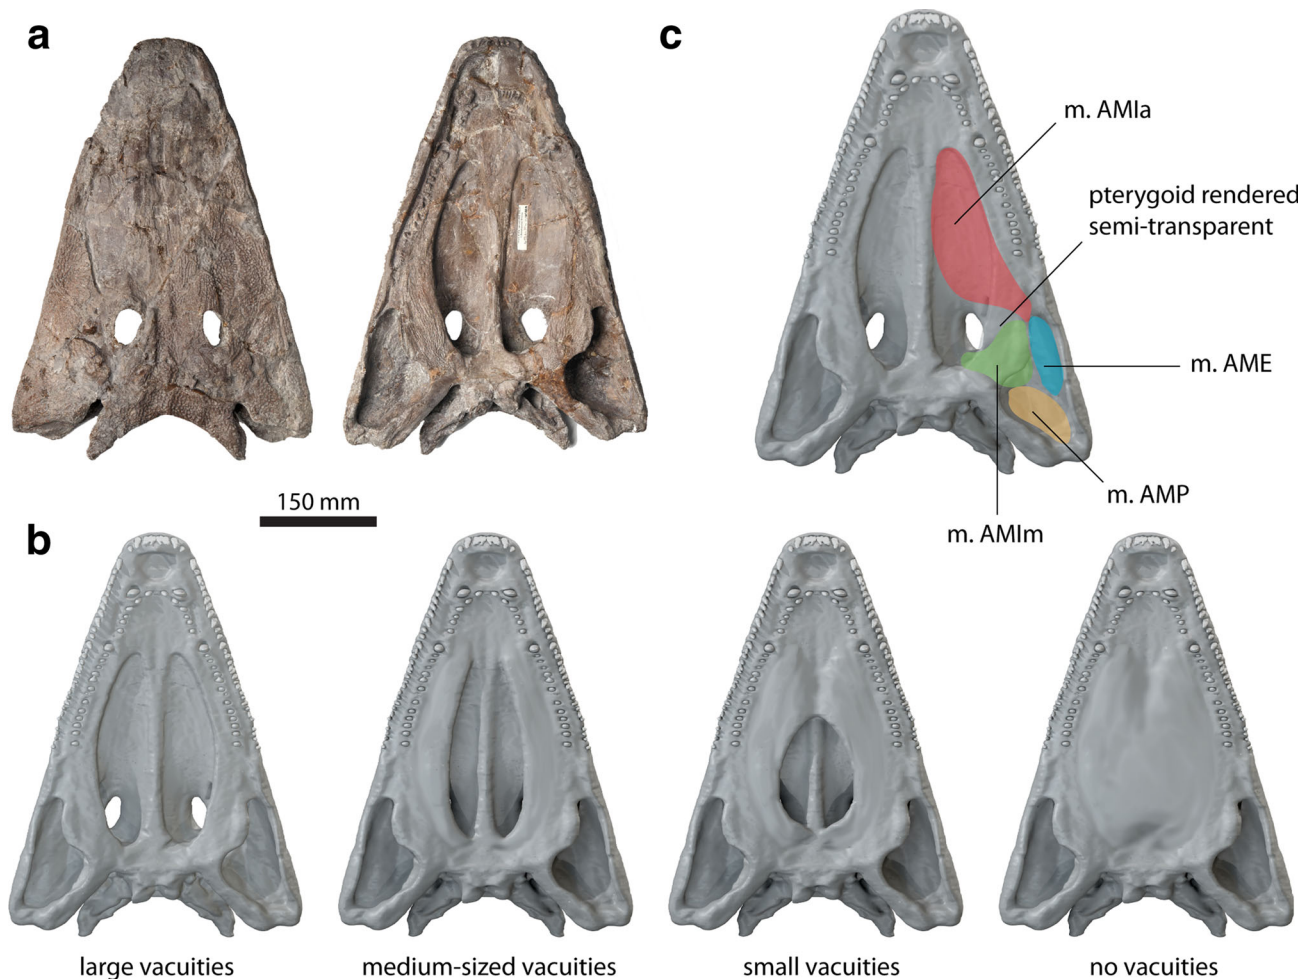 a
c
m. AMIa
pterygoid rendered
semi-transparent
m. AME
m. AMP
m. AMIm
150 mm
b
large vacuities
medium-sized vacuities
small vacuities
no vacuities